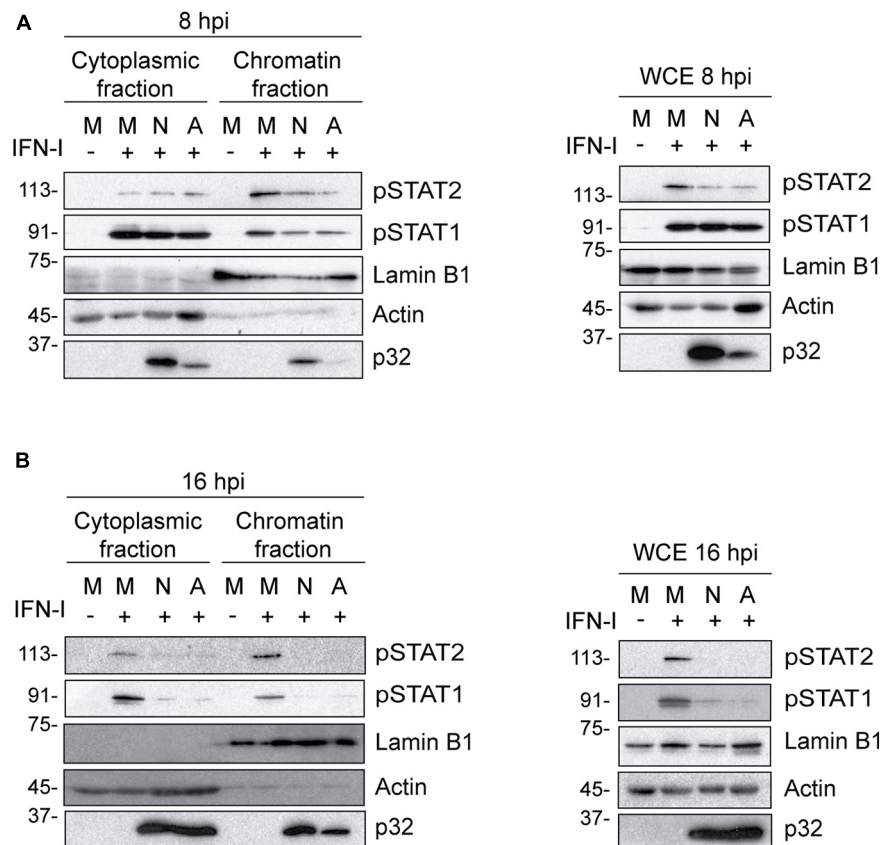 A
8 hpi
Cytoplasmic fraction
Chromatin fraction
M M N A M M N A
IFN-I - + + + - + + +
113- pSTAT2
91- pSTAT1
75-
Lamin B1
45- Actin
37-
p32
WCE 8 hpi
M M N A
IFN-I - + + +
113- pSTAT2
91- pSTAT1
75-
Lamin B1
45- Actin
37-
p32
B
16 hpi
Cytoplasmic fraction
Chromatin fraction
M M N A M M N A
IFN-I - + + + - + + +
113- pSTAT2
91- pSTAT1
75-
Lamin B1
45- Actin
37-
p32
WCE 16 hpi
M M N A
IFN-I - + + +
113- pSTAT2
91- pSTAT1
75-
Lamin B1
45- Actin
37-
p32